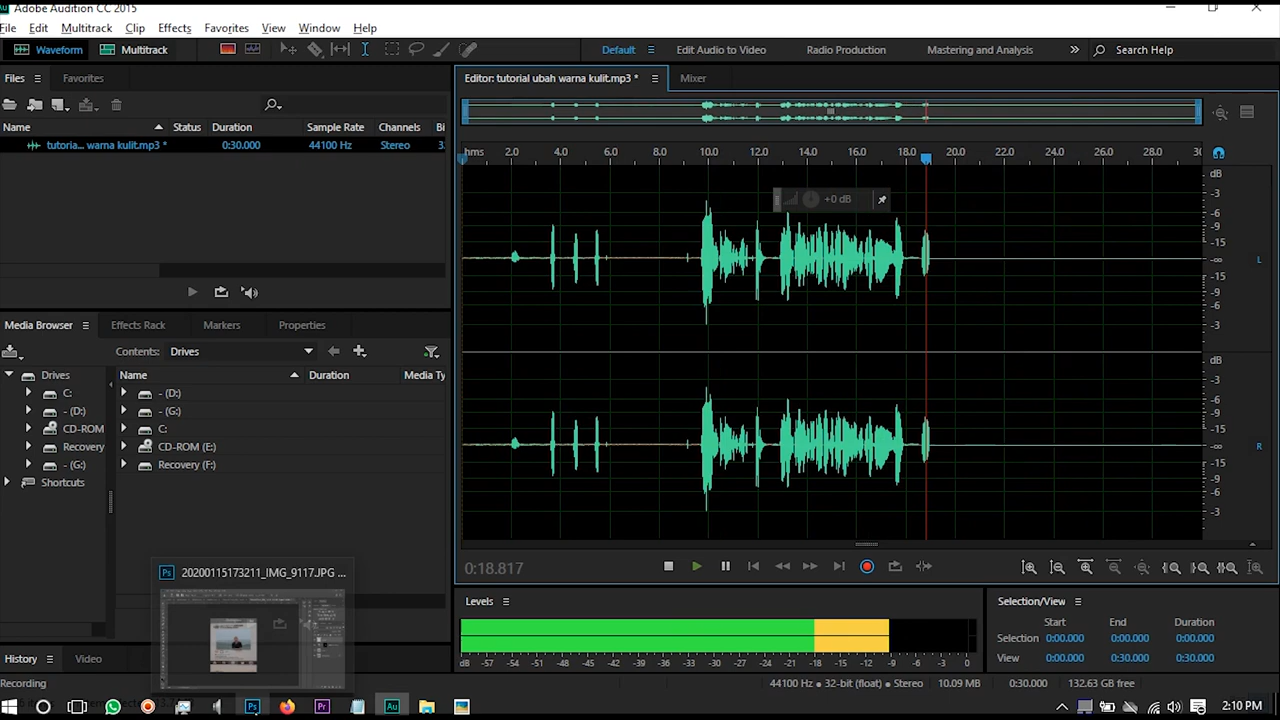 Au Adobe Audition CC 2015
File Edit Multitrack Clip Effects Favorites View Window Help
Waveform Multitrack Default Edit Audio to Video Radio Production Mastering and Analysis Search Help
Files Favorites Editor: tutorial ubah warna kulit.mp3 * Mixer
Name Status Duration Sample Rate Channels Bi
tutoria... warna kulit.mp3 * 0:30.000 44100 Hz Stereo 3
hms 2.0 4.0 6.0 8.0 10.0 12.0 14.0 16.0 18.0 20.0 22.0 24.0 26.0 28.0 30
dB
-3
-6
-9
-15
-∞
-15
-9
-6
-3
L
+0 dB
dB
-3
-6
-9
-15
-∞
-15
-9
-6
-3
R
Media Browser Effects Rack Markers Properties
Contents: Drives
Drives Name Duration Media Ty
C: - (D:)
- (D:) - (G:)
CD-ROM C:
Recovery CD-ROM (E:)
- (G:) Recovery (F:)
Shortcuts
Ps 20200115173211_IMG_9117.JPG ...
0:18.817
Levels
dB -57 -54 -51 -48 -45 -42 -39 -36 -33 -30 -27 -24 -21 -18 -15 -12 -9 -6 -3 0
Selection/View
Start End Duration
Selection 0:00.000 0:00.000 0:00.000
View 0:00.000 0:30.000 0:30.000
History Video
Recording
44100 Hz • 32-bit (float) • Stereo 10.09 MB 0:30.000 132.63 GB free
Ps Pr Au 2:10 PM